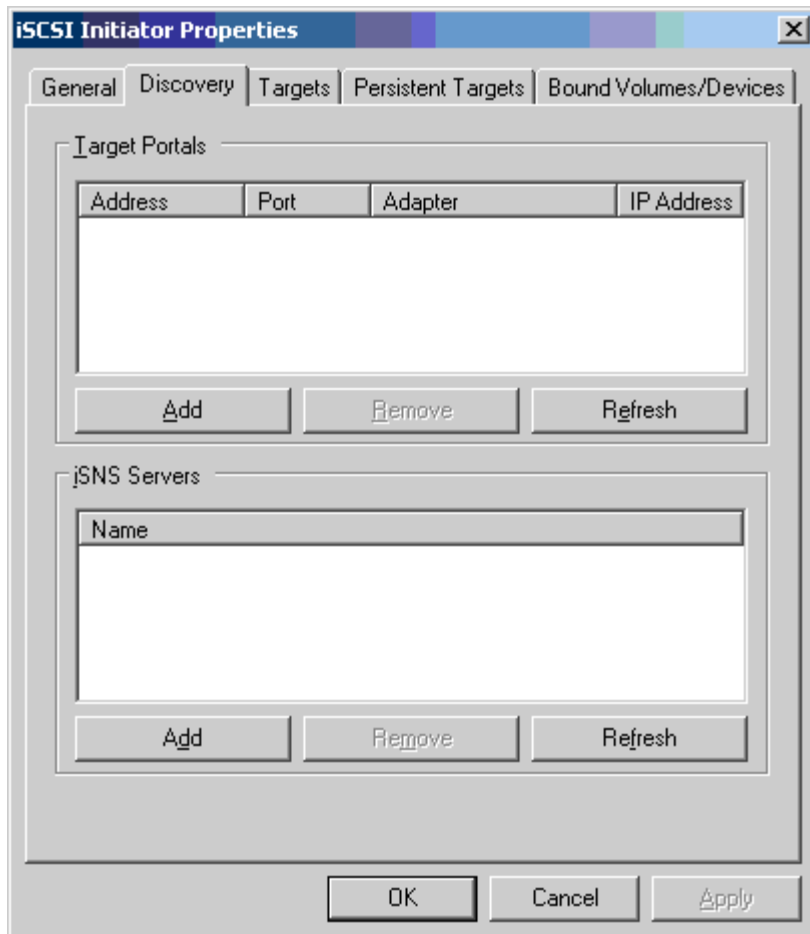 iSCSI Initiator Properties
General Discovery Targets Persistent Targets Bound Volumes/Devices
Target Portals
Address Port Adapter IP Address
Add Remove Refresh
iSNS Servers
Name
Add Remove Refresh
OK Cancel Apply